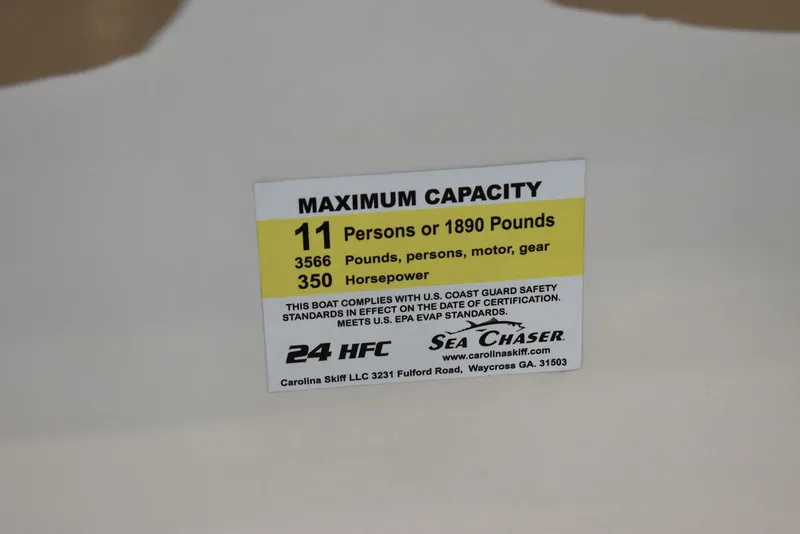 MAXIMUM CAPACITY
11 Persons or 1890 Pounds
3566 Pounds, persons, motor, gear
350 Horsepower
THIS BOAT COMPLIES WITH U.S. COAST GUARD SAFETY
STANDARDS IN EFFECT ON THE DATE OF CERTIFICATION.
MEETS U.S. EPA EVAP STANDARDS.
24 HFC
SEA CHASER
www.carolinaskiff.com
Carolina Skiff LLC 3231 Fulford Road, Waycross GA. 31503